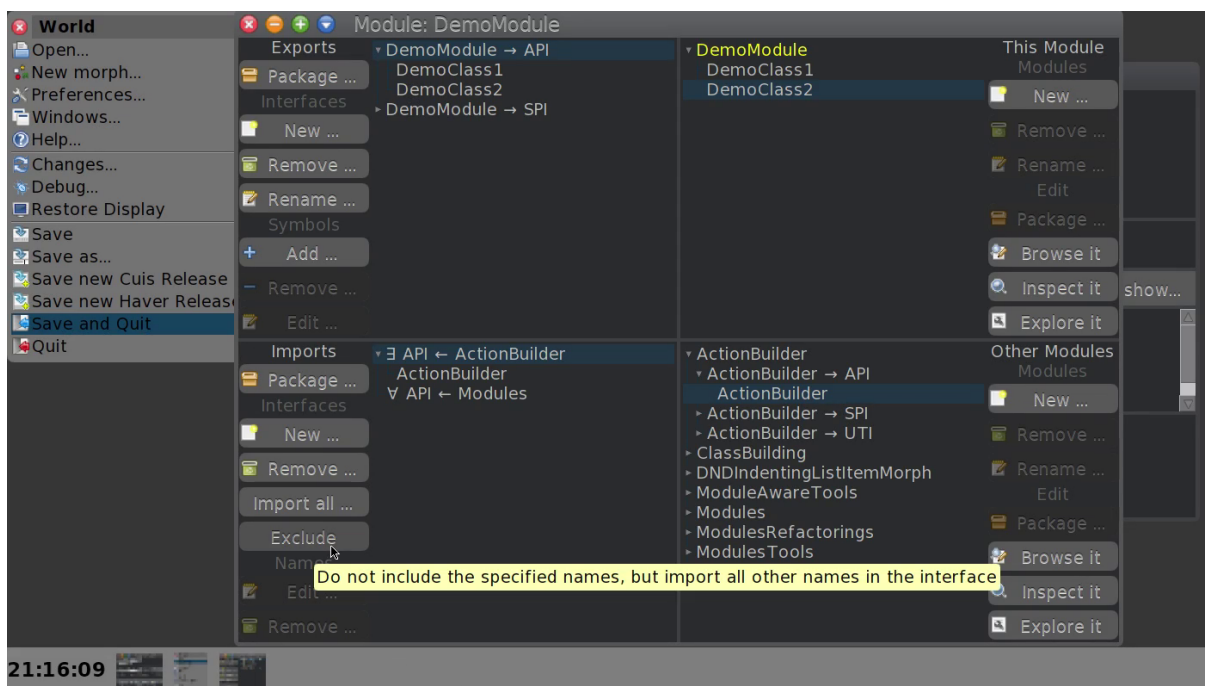 World
Open...
New morph...
Preferences...
Windows...
Help...
Changes...
Debug...
Restore Display
Save
Save as...
Save new Cuis Release
Save new Haver Releas
Save and Quit
Quit
Module: DemoModule
Exports
Package ...
Interfaces
New ...
Remove ...
Rename ...
Symbols
Add ...
Remove ...
Edit ...
DemoModule → API
DemoClass1
DemoClass2
DemoModule → SPI
DemoModule
DemoClass1
DemoClass2
This Module
Modules
New ...
Remove ...
Rename ...
Edit
Package ...
Browse it
Inspect it
Explore it
show...
Imports
Package ...
Interfaces
New ...
Remove ...
Import all ...
Exclude
Names
Edit ...
Remove ...
∃ API ← ActionBuilder
ActionBuilder
∀ API ← Modules
ActionBuilder
ActionBuilder → API
ActionBuilder
ActionBuilder → SPI
ActionBuilder → UTI
ClassBuilding
DNDIndentingListItemMorph
ModuleAwareTools
Modules
ModulesRefactorings
ModulesTools
Other Modules
Modules
New ...
Remove ...
Rename ...
Edit
Package ...
Browse it
Inspect it
Explore it
Do not include the specified names, but import all other names in the interface
21:16:09